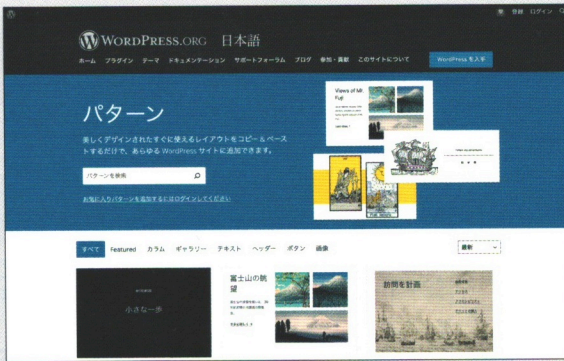 登録 ログイン
WORDPRESS.ORG 日本語
ホーム プラグイン テーマ ドキュメンテーション サポートフォーラム ブログ 参加・貢献 このサイトについて WordPress を入手
パターン
美しくデザインされたすぐに使えるレイアウトをコピー & ペース
トするだけで、あらゆる WordPress サイトに追加できます。
パターンを検索
お気に入りパターンを追加するにはログインしてください
Views of Mt.
Fuji
すべて Featured カラム ギャラリー テキスト ヘッダー ボタン 画像
最新
小さな一歩
富士山の眺
望
訪問を計画